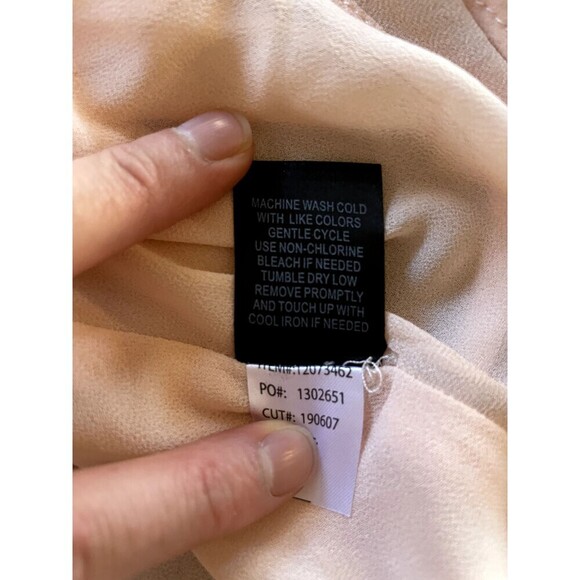 MACHINE WASH COLD
WITH LIKE COLORS
GENTLE CYCLE
USE NON-CHLORINE
BLEACH IF NEEDED
TUMBLE DRY LOW
REMOVE PROMPTLY
AND TOUCH UP WITH
COOL IRON IF NEEDED
ITEM#:12073462
PO#: 1302651
CUT#: 190607